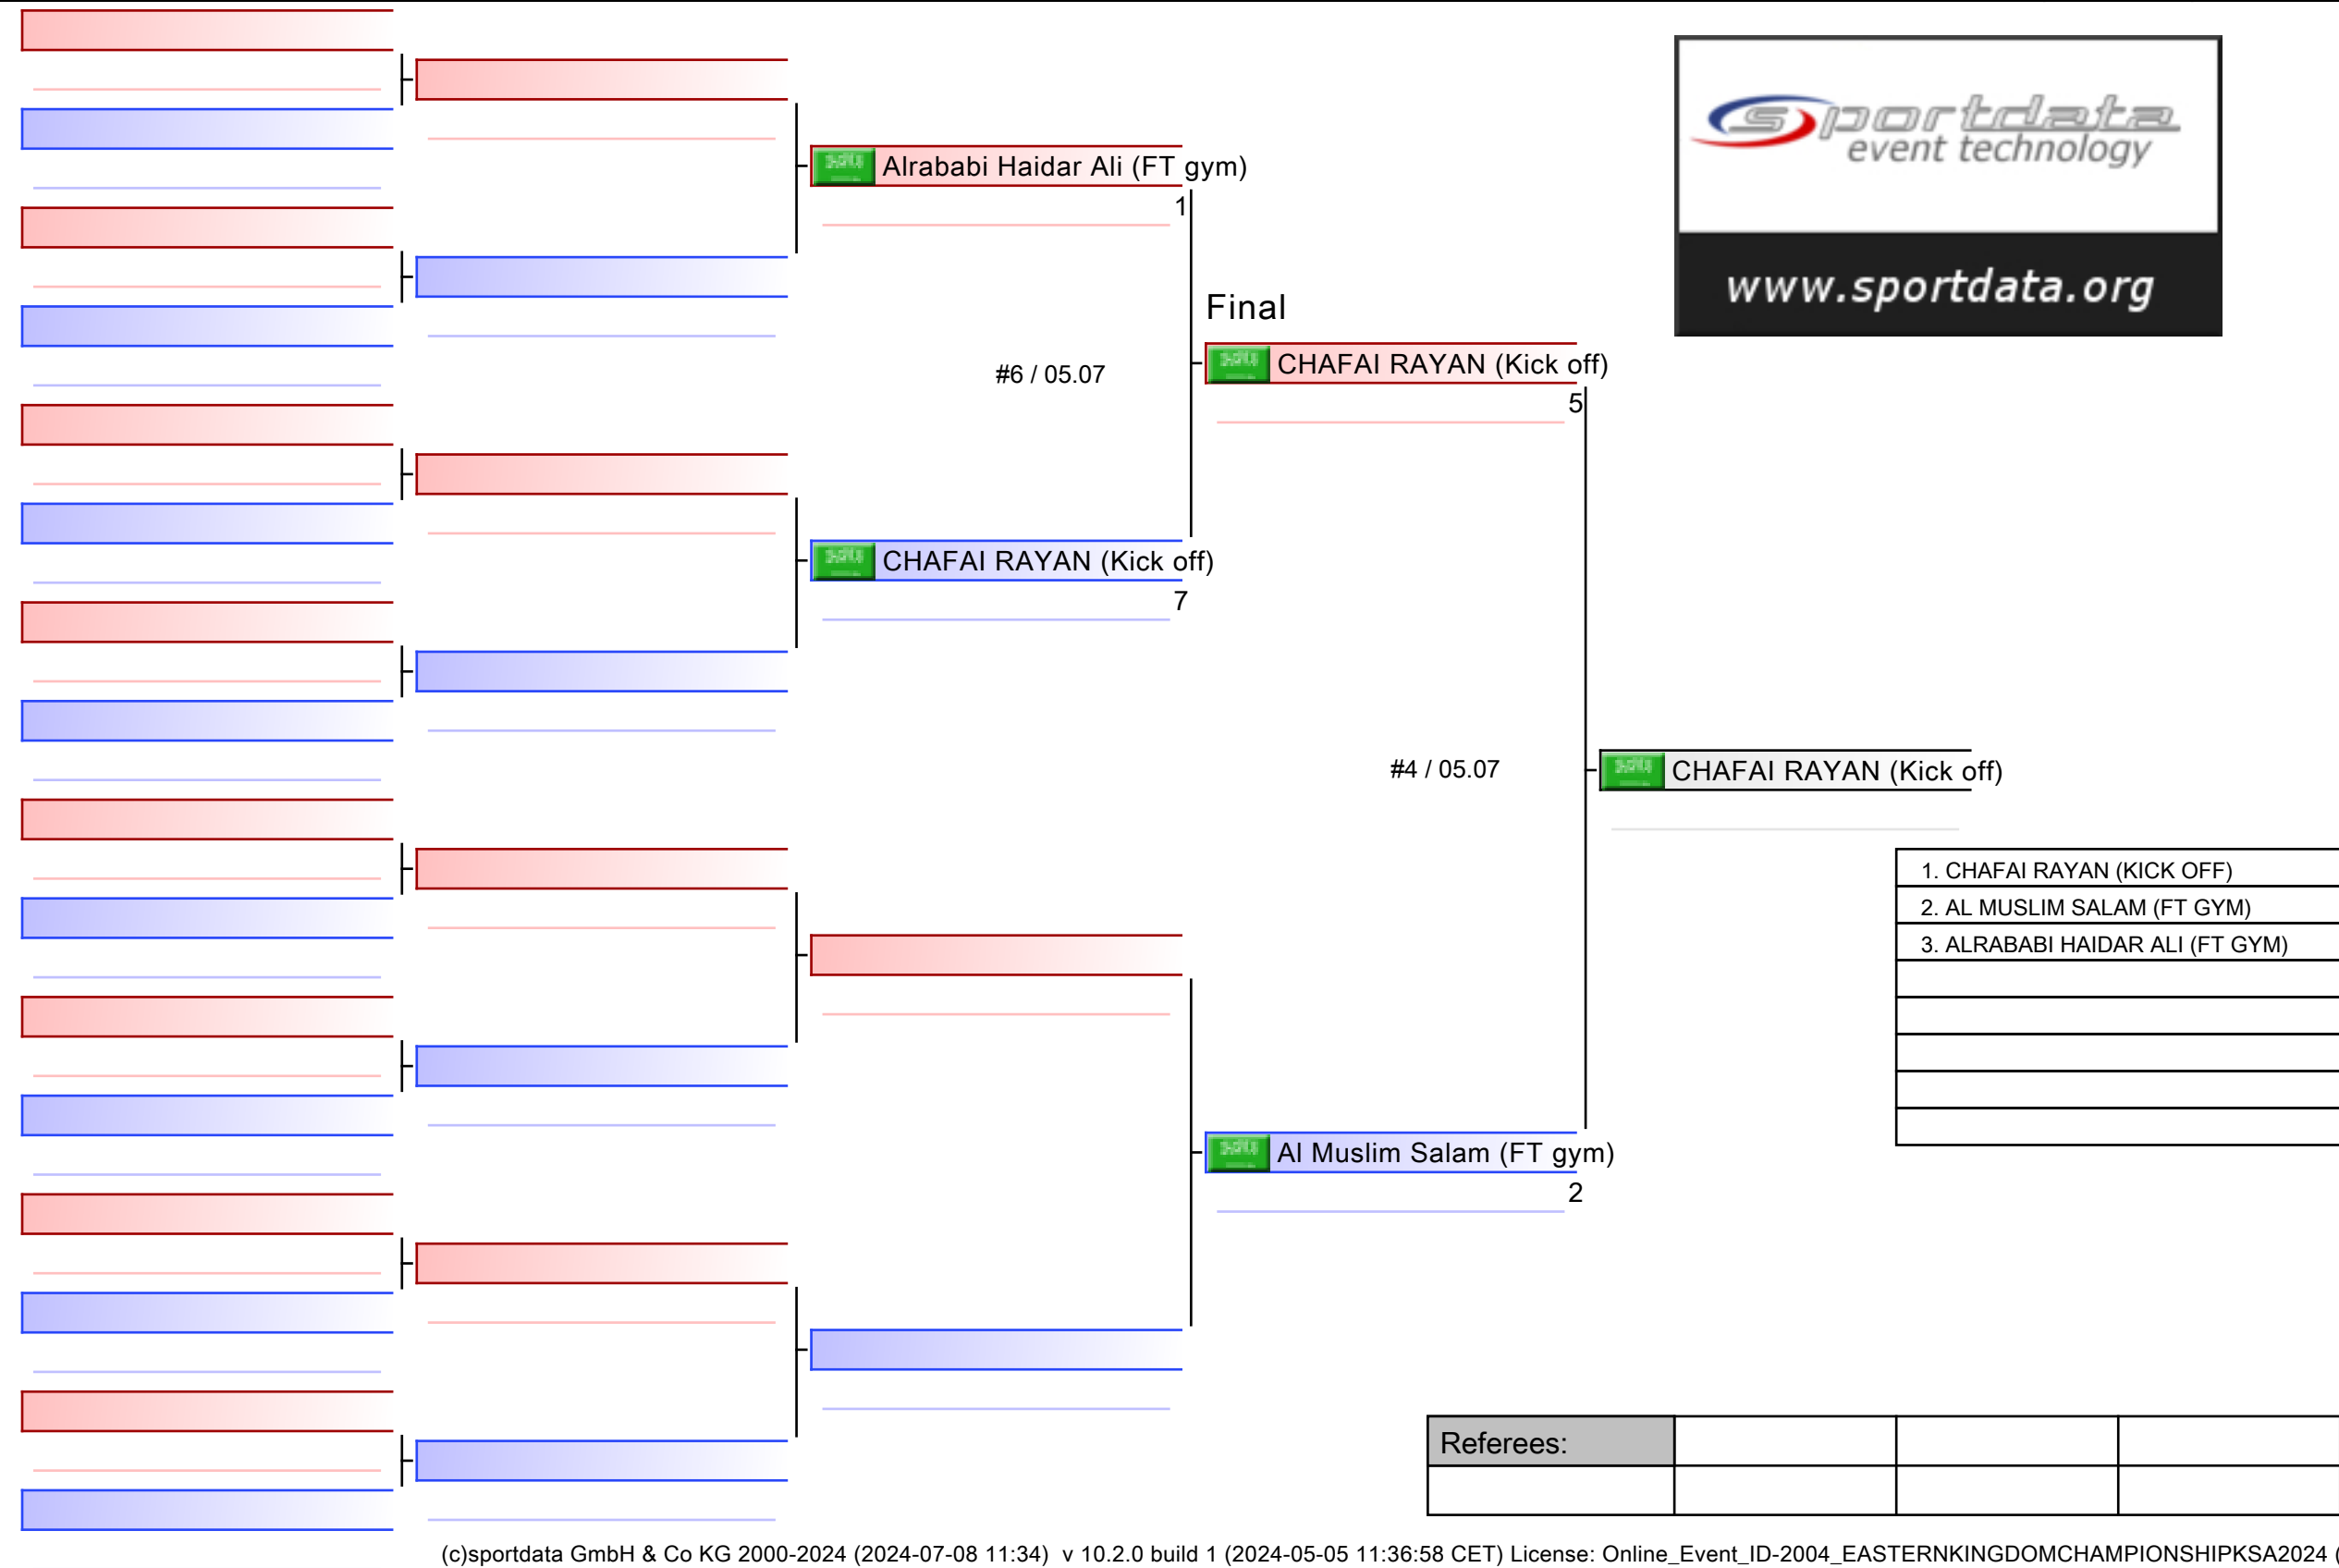 sportdata
event technology
www.sportdata.org
Alrababi Haidar Ali (FT gym)
1
Final
#6 / 05.07
CHAFAI RAYAN (Kick off)
5
CHAFAI RAYAN (Kick off)
7
#4 / 05.07
CHAFAI RAYAN (Kick off)
1. CHAFAI RAYAN (KICK OFF)
2. AL MUSLIM SALAM (FT GYM)
3. ALRABABI HAIDAR ALI (FT GYM)
Al Muslim Salam (FT gym)
2
Referees:
(c)sportdata GmbH & Co KG 2000-2024 (2024-07-08 11:34) v 10.2.0 build 1 (2024-05-05 11:36:58 CET) License: Online_Event_ID-2004_EASTERNKINGDOMCHAMPIONSHIPKSA2024 (